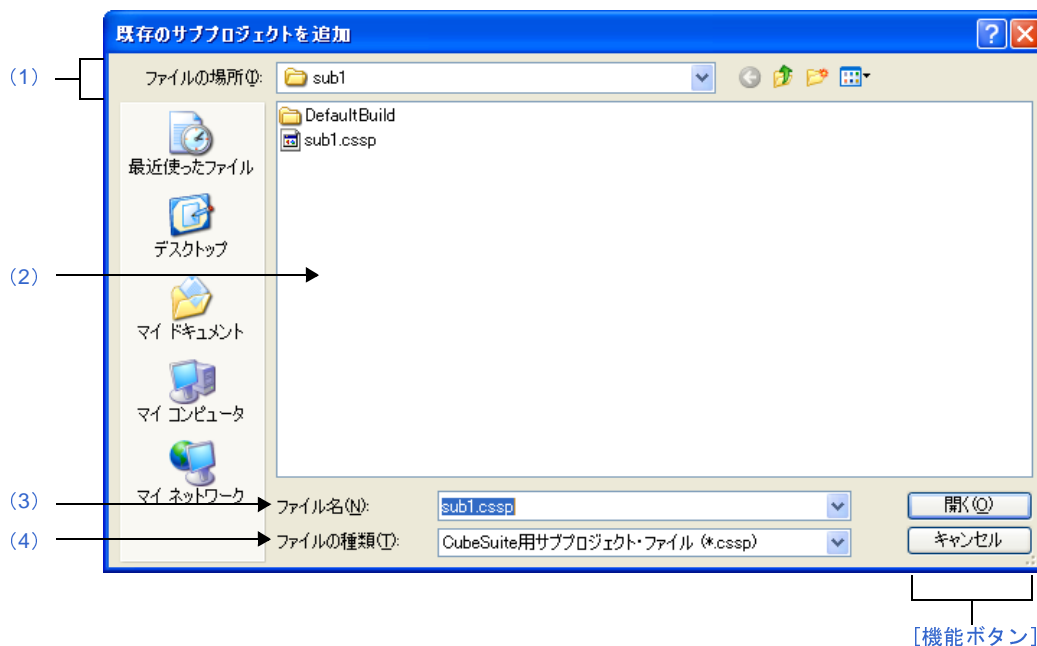 既存のサブプロジェクトを追加
(1)
ファイルの場所(I):
sub1
DefaultBuild
sub1.cssp
最近使ったファイル
デスクトップ
(2)
マイ ドキュメント
マイ コンピュータ
マイ ネットワーク
(3)
ファイル名(N):
sub1.cssp
開く(O)
(4)
ファイルの種類(T):
CubeSuite用サブプロジェクト・ファイル (*.cssp)
キャンセル
[機能ボタン]